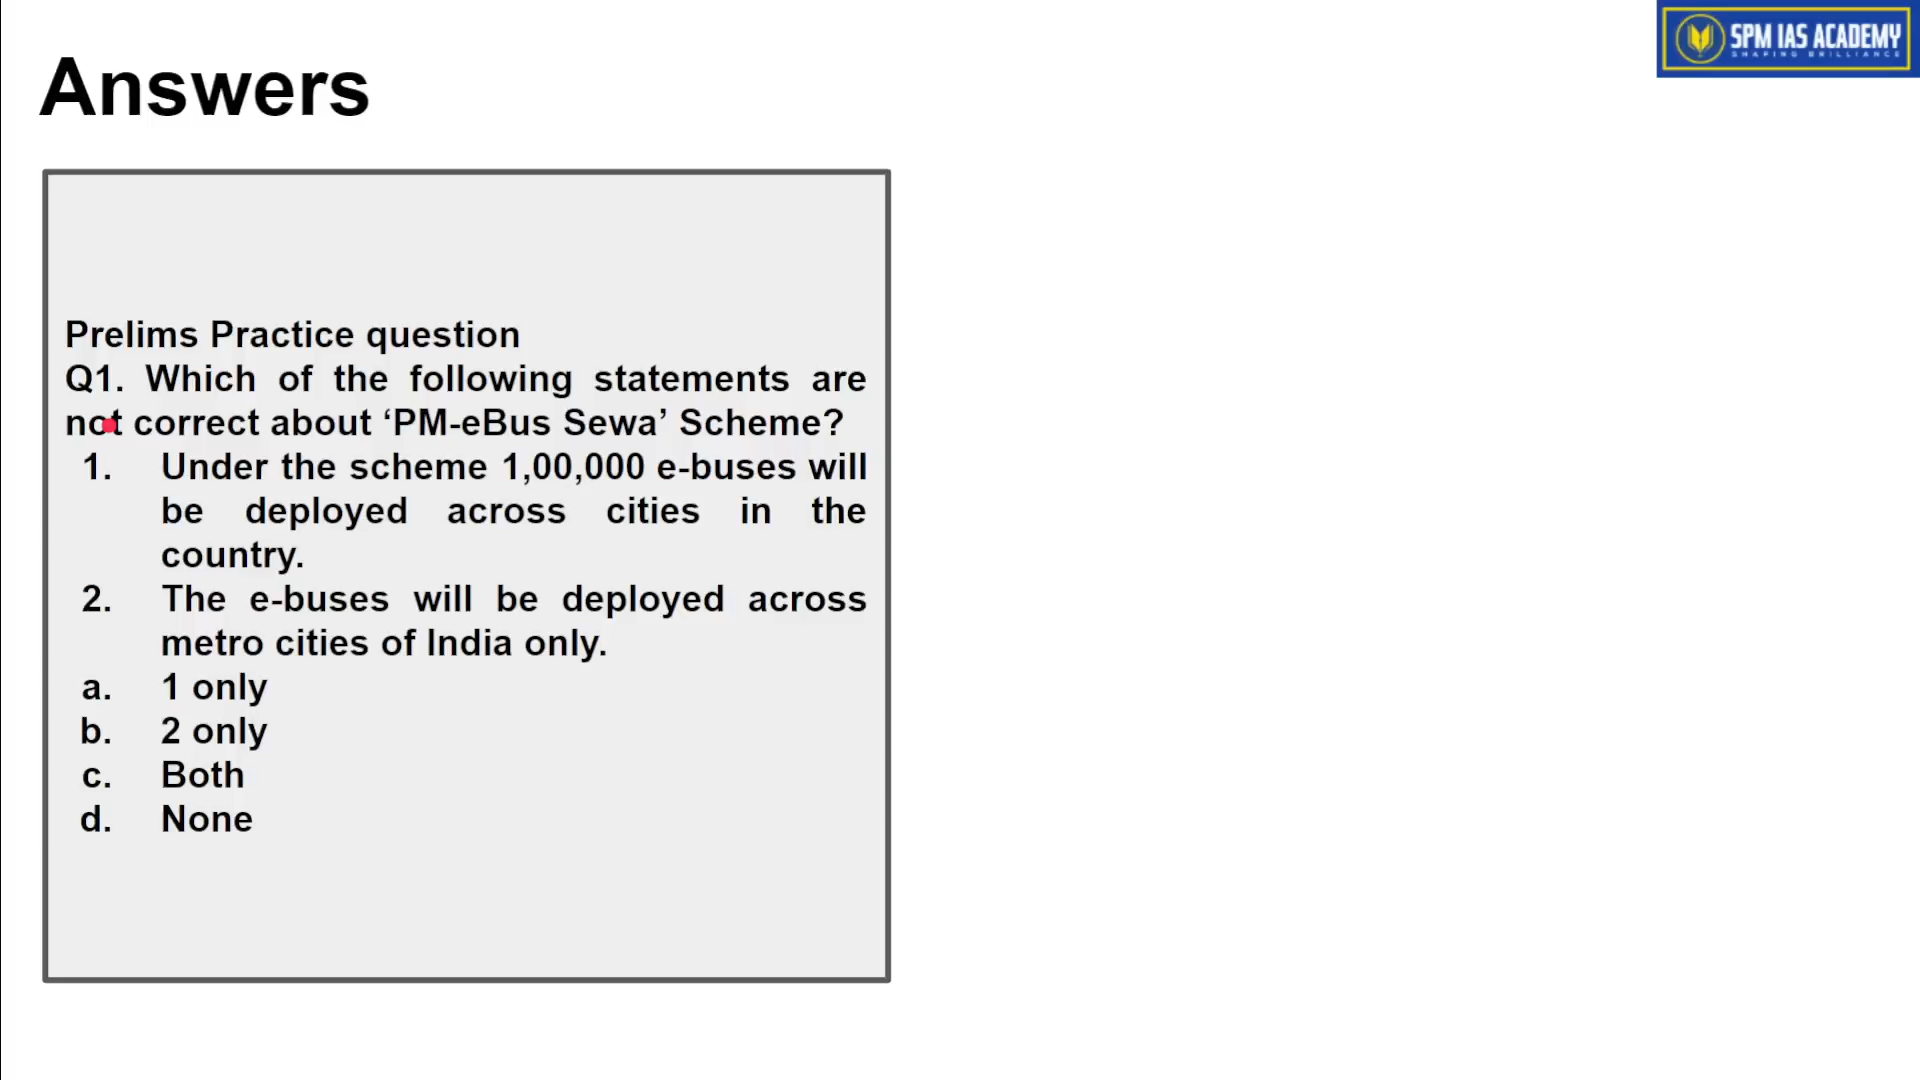 SPM IAS ACADEMY
SHAPING BRILLIANCE
Answers
Prelims Practice question
Q1. Which of the following statements are
not correct about ‘PM-eBus Sewa’ Scheme?
1. Under the scheme 1,00,000 e-buses will
be deployed across cities in the
country.
2. The e-buses will be deployed across
metro cities of India only.
a. 1 only
b. 2 only
c. Both
d. None